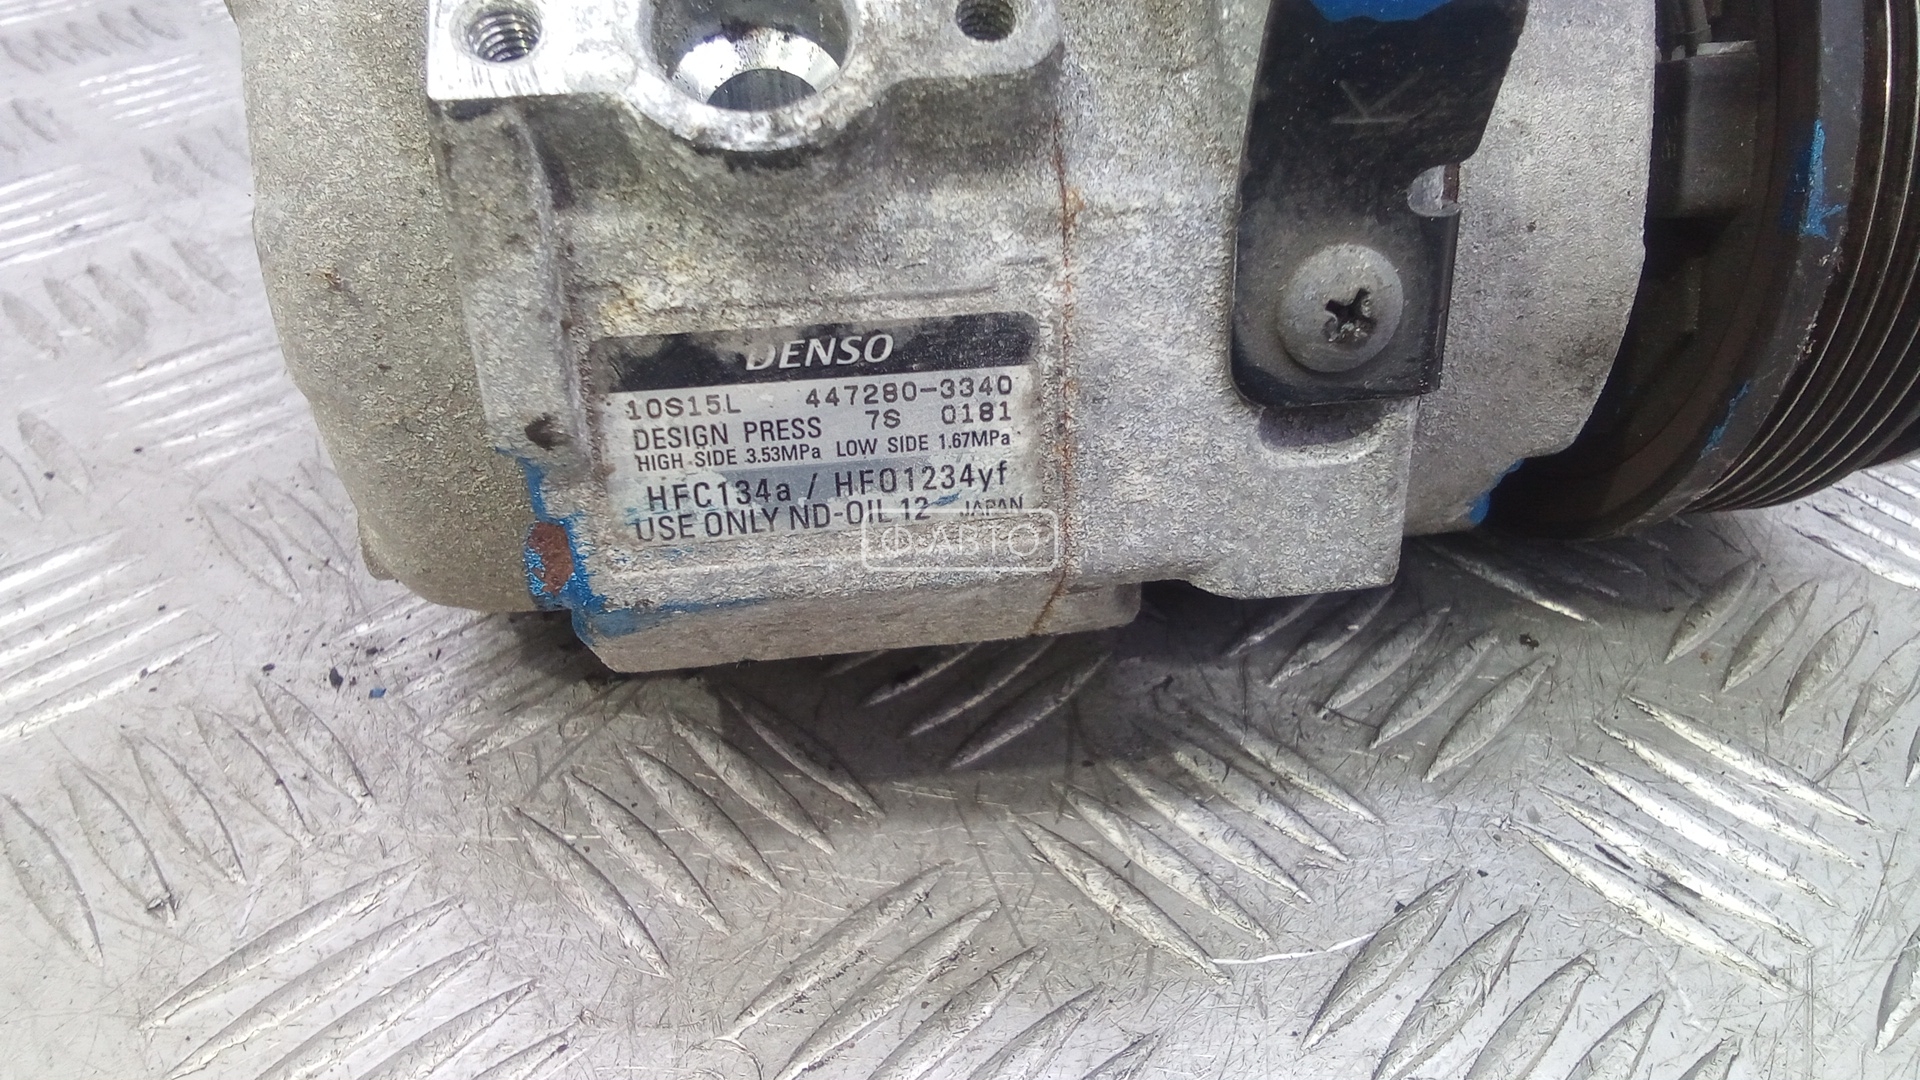 K
DENSO
10S15L 447280-3340
DESIGN PRESS 7S 0181
HIGH SIDE 3.53MPa LOW SIDE 1.67MPa
HFC134a / HFO1234yf
USE ONLY ND-OIL 12 JAPAN
АВТО